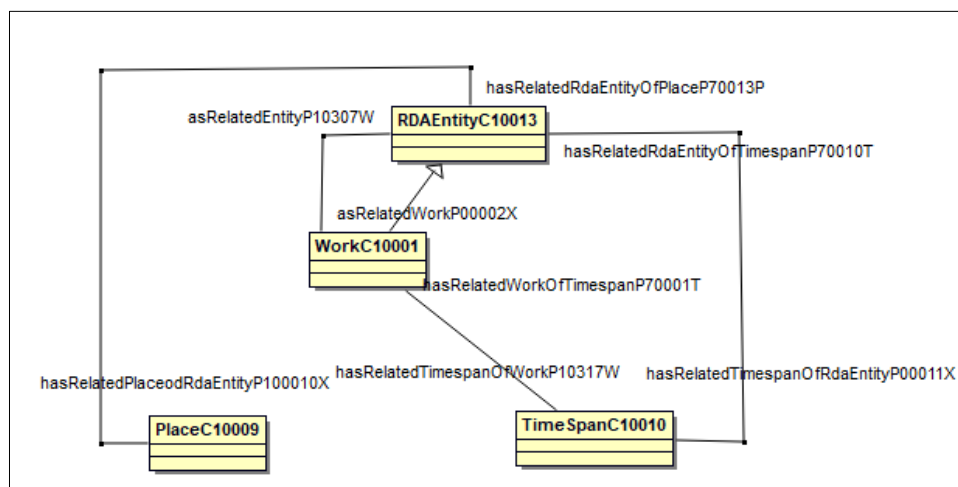 hasRelatedRdaEntityOfPlaceP70013P
asRelatedEntityP10307W
RDAEntityC10013
hasRelatedRdaEntityOfTimespanP70010T
asRelatedWorkP00002X
WorkC10001
hasRelatedWorkOfTimespanP70001T
hasRelatedTimespanOfWorkP10317W
hasRelatedTimespanOfRdaEntityP00011X
hasRelatedPlaceodRdaEntityP100010X
PlaceC10009
TimeSpanC10010